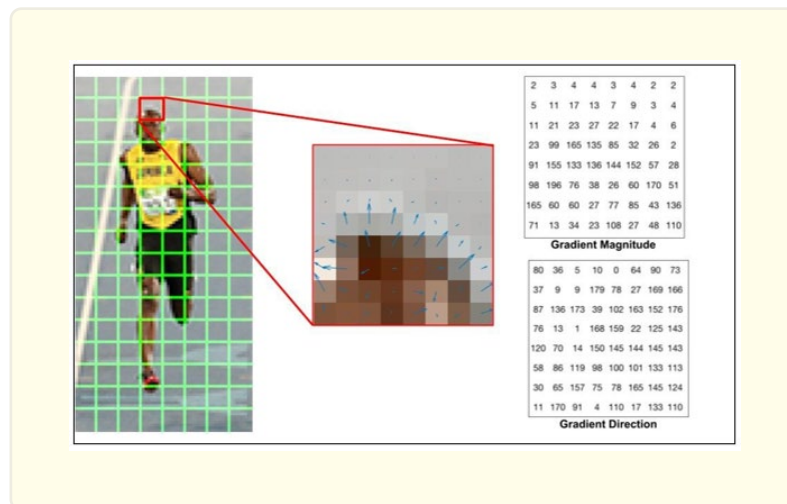 2 3 4 4 3 4 2 2
5 11 17 13 7 9 3 4
11 21 23 27 22 17 4 6
23 99 165 135 85 32 26 2
91 155 133 136 144 152 57 28
98 196 76 38 26 60 170 51
165 60 60 27 77 85 43 136
71 13 34 23 108 27 48 110
Gradient Magnitude
80 36 5 10 0 64 90 73
37 9 9 179 78 27 169 166
87 136 173 39 102 163 152 176
76 13 1 168 159 22 125 143
120 70 14 150 145 144 145 143
58 86 119 98 100 101 133 113
30 65 157 75 78 165 145 124
11 170 91 4 110 17 133 110
Gradient Direction